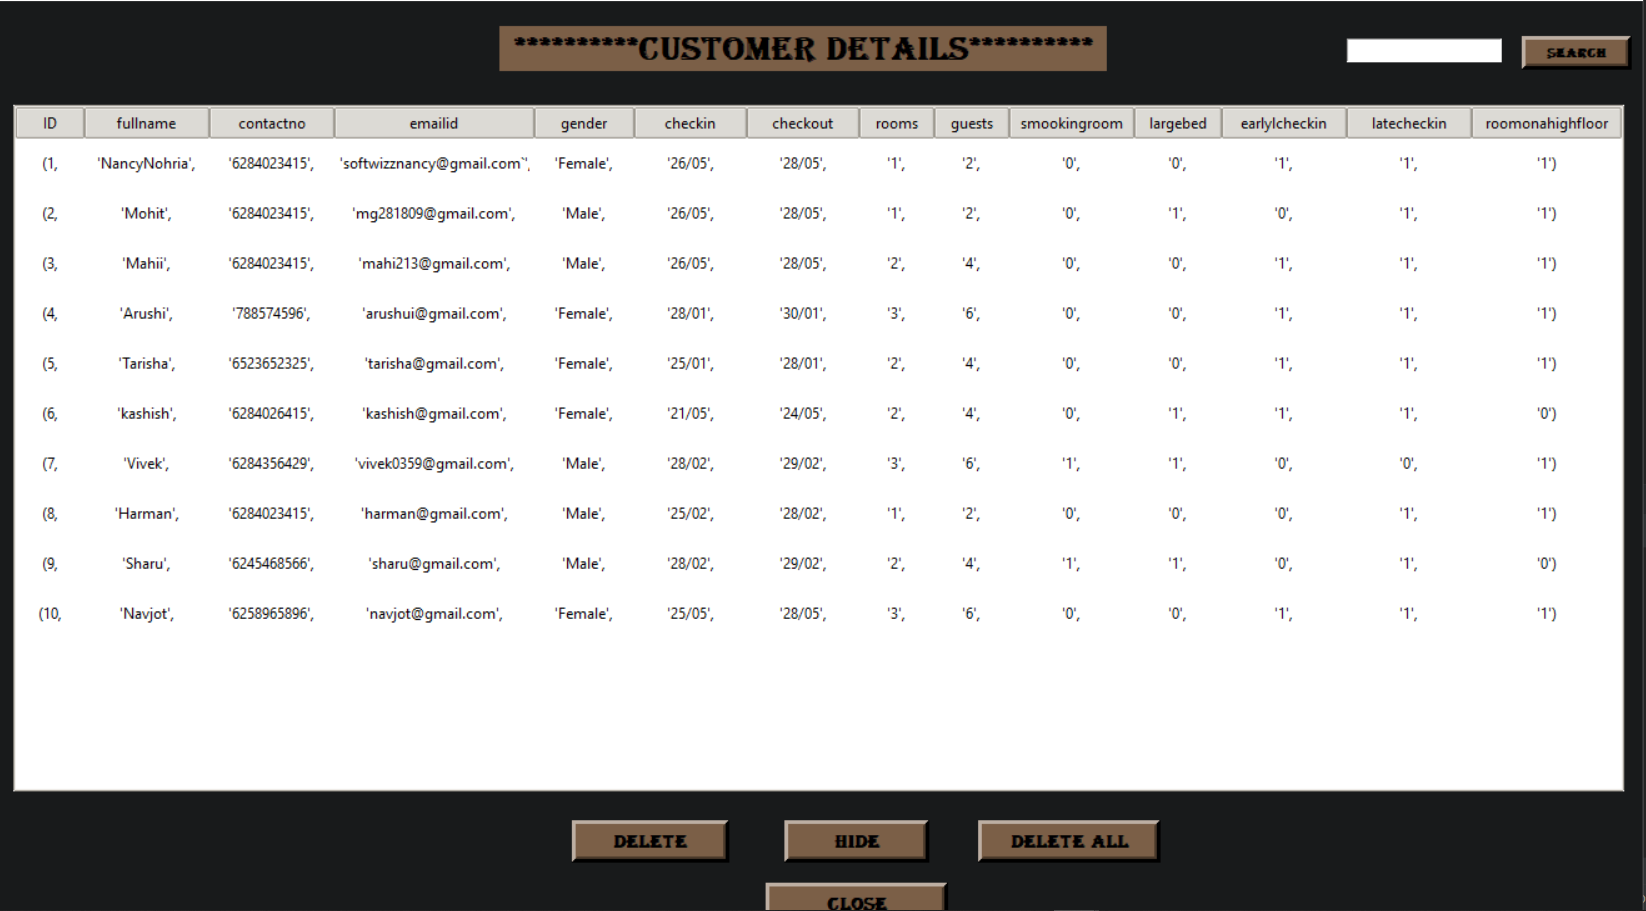 **********CUSTOMER DETAILS**********
SEARCH
ID fullname contactno emailid gender checkin checkout rooms guests smookingroom largebed earlylcheckin latecheckin roomonahighfloor
(1, 'NancyNohria', '6284023415', 'softwizznancy@gmail.com`', 'Female', '26/05', '28/05', '1', '2', '0', '0', '1', '1', '1')
(2, 'Mohit', '6284023415', 'mg281809@gmail.com', 'Male', '26/05', '28/05', '1', '2', '0', '1', '0', '1', '1')
(3, 'Mahii', '6284023415', 'mahi213@gmail.com', 'Male', '26/05', '28/05', '2', '4', '0', '0', '1', '1', '1')
(4, 'Arushi', '788574596', 'arushui@gmail.com', 'Female', '28/01', '30/01', '3', '6', '0', '0', '1', '1', '1')
(5, 'Tarisha', '6523652325', 'tarisha@gmail.com', 'Female', '25/01', '28/01', '2', '4', '0', '0', '1', '1', '1')
(6, 'kashish', '6284026415', 'kashish@gmail.com', 'Female', '21/05', '24/05', '2', '4', '0', '1', '1', '1', '0')
(7, 'Vivek', '6284356429', 'vivek0359@gmail.com', 'Male', '28/02', '29/02', '3', '6', '1', '1', '0', '0', '1')
(8, 'Harman', '6284023415', 'harman@gmail.com', 'Male', '25/02', '28/02', '1', '2', '0', '0', '0', '1', '1')
(9, 'Sharu', '6245468566', 'sharu@gmail.com', 'Male', '28/02', '29/02', '2', '4', '1', '1', '0', '1', '0')
(10, 'Navjot', '6258965896', 'navjot@gmail.com', 'Female', '25/05', '28/05', '3', '6', '0', '0', '1', '1', '1')
DELETE HIDE DELETE ALL
CLOSE